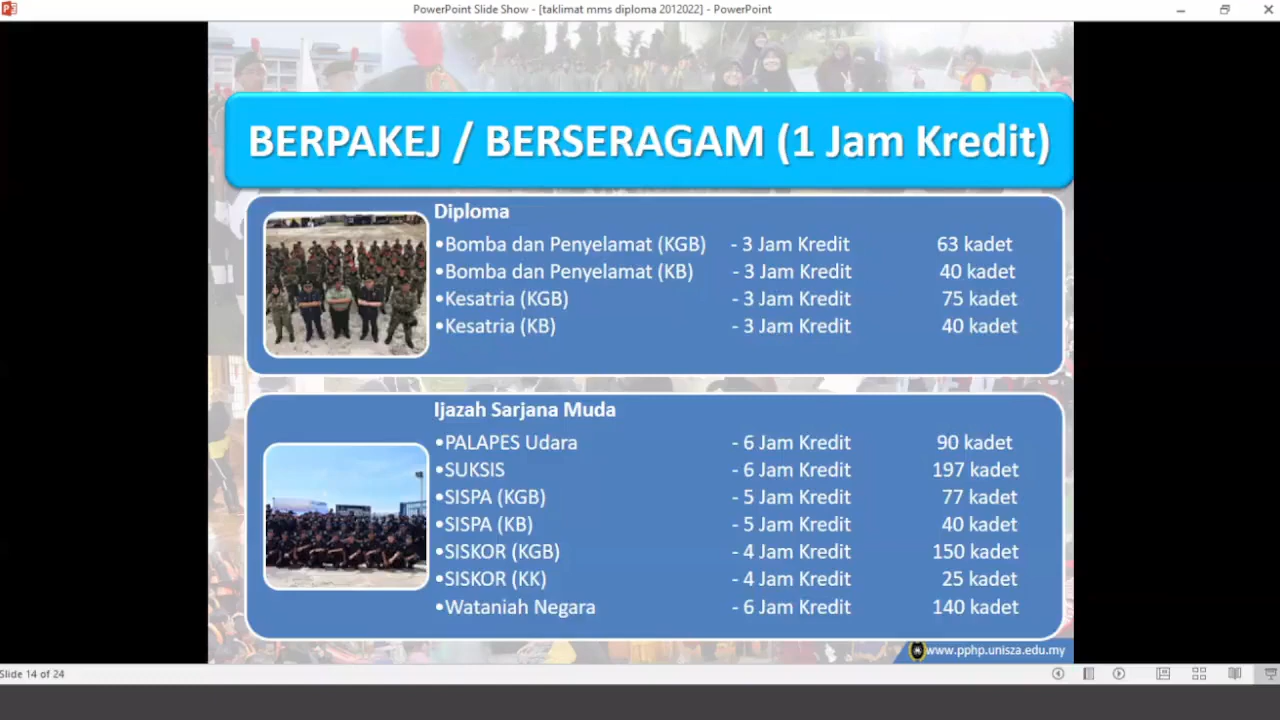 PowerPoint Slide Show - [taklimat mms diploma 2012022] - PowerPoint
BERPAKEJ / BERSERAGAM (1 Jam Kredit)
Diploma
•Bomba dan Penyelamat (KGB) - 3 Jam Kredit 63 kadet
•Bomba dan Penyelamat (KB) - 3 Jam Kredit 40 kadet
•Kesatria (KGB) - 3 Jam Kredit 75 kadet
•Kesatria (KB) - 3 Jam Kredit 40 kadet
Ijazah Sarjana Muda
•PALAPES Udara - 6 Jam Kredit 90 kadet
•SUKSIS - 6 Jam Kredit 197 kadet
•SISPA (KGB) - 5 Jam Kredit 77 kadet
•SISPA (KB) - 5 Jam Kredit 40 kadet
•SISKOR (KGB) - 4 Jam Kredit 150 kadet
•SISKOR (KK) - 4 Jam Kredit 25 kadet
•Wataniah Negara - 6 Jam Kredit 140 kadet
www.pphp.unisza.edu.my
Slide 14 of 24